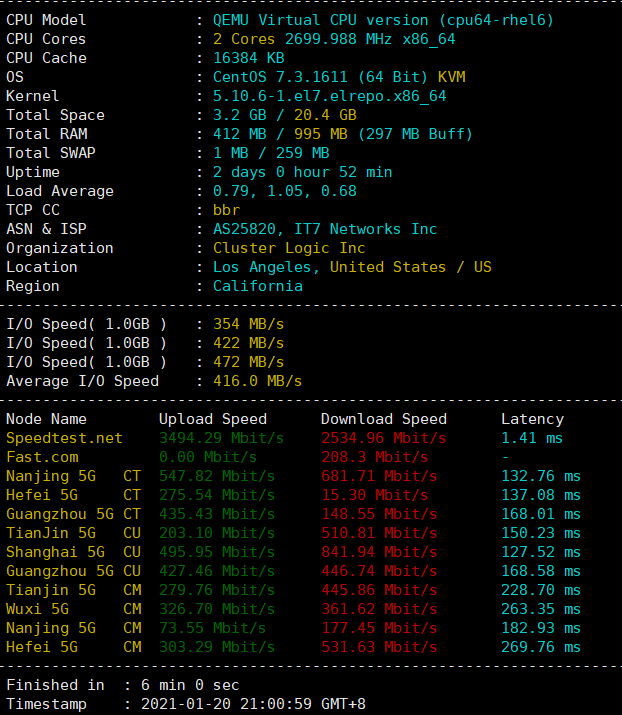 CPU Model : QEMU Virtual CPU version (cpu64-rhel6)
CPU Cores : 2 Cores 2699.988 MHz x86_64
CPU Cache : 16384 KB
OS : CentOS 7.3.1611 (64 Bit) KVM
Kernel : 5.10.6-1.el7.elrepo.x86_64
Total Space : 3.2 GB / 20.4 GB
Total RAM : 412 MB / 995 MB (297 MB Buff)
Total SWAP : 1 MB / 259 MB
Uptime : 2 days 0 hour 52 min
Load Average : 0.79, 1.05, 0.68
TCP CC : bbr
ASN & ISP : AS25820, IT7 Networks Inc
Organization : Cluster Logic Inc
Location : Los Angeles, United States / US
Region : California
I/O Speed( 1.0GB ) : 354 MB/s
I/O Speed( 1.0GB ) : 422 MB/s
I/O Speed( 1.0GB ) : 472 MB/s
Average I/O Speed : 416.0 MB/s
Node Name Upload Speed Download Speed Latency
Speedtest.net 3494.29 Mbit/s 2534.96 Mbit/s 1.41 ms
Fast.com 0.00 Mbit/s 208.3 Mbit/s -
Nanjing 5G CT 547.82 Mbit/s 681.71 Mbit/s 132.76 ms
Hefei 5G CT 275.54 Mbit/s 15.30 Mbit/s 137.08 ms
Guangzhou 5G CT 435.43 Mbit/s 148.55 Mbit/s 168.01 ms
TianJin 5G CU 203.10 Mbit/s 510.81 Mbit/s 150.23 ms
Shanghai 5G CU 495.95 Mbit/s 841.94 Mbit/s 127.52 ms
Guangzhou 5G CU 427.46 Mbit/s 446.74 Mbit/s 168.58 ms
Tianjin 5G CM 279.76 Mbit/s 445.86 Mbit/s 228.70 ms
Wuxi 5G CM 326.70 Mbit/s 361.62 Mbit/s 263.35 ms
Nanjing 5G CM 73.55 Mbit/s 177.45 Mbit/s 182.93 ms
Hefei 5G CM 303.29 Mbit/s 531.63 Mbit/s 269.76 ms
Finished in : 6 min 0 sec
Timestamp : 2021-01-20 21:00:59 GMT+8